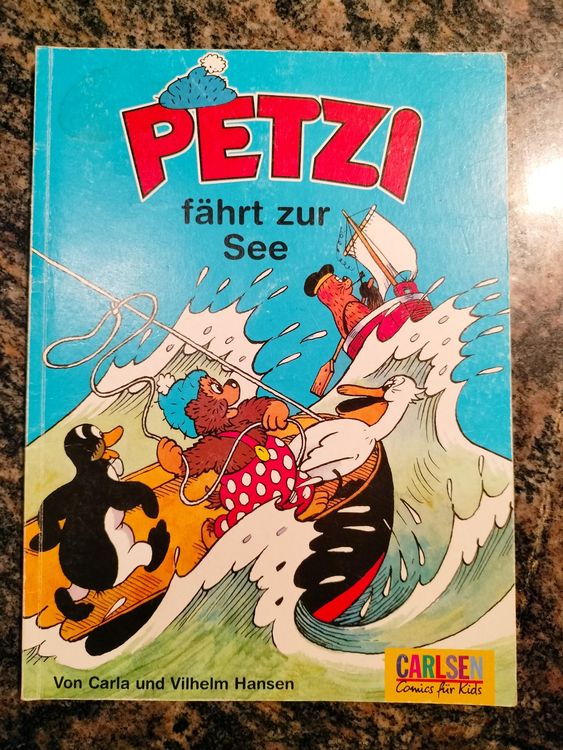 PETZI
fährt zur
See
Von Carla und Vilhelm Hansen
CARLSEN
Comics für Kids